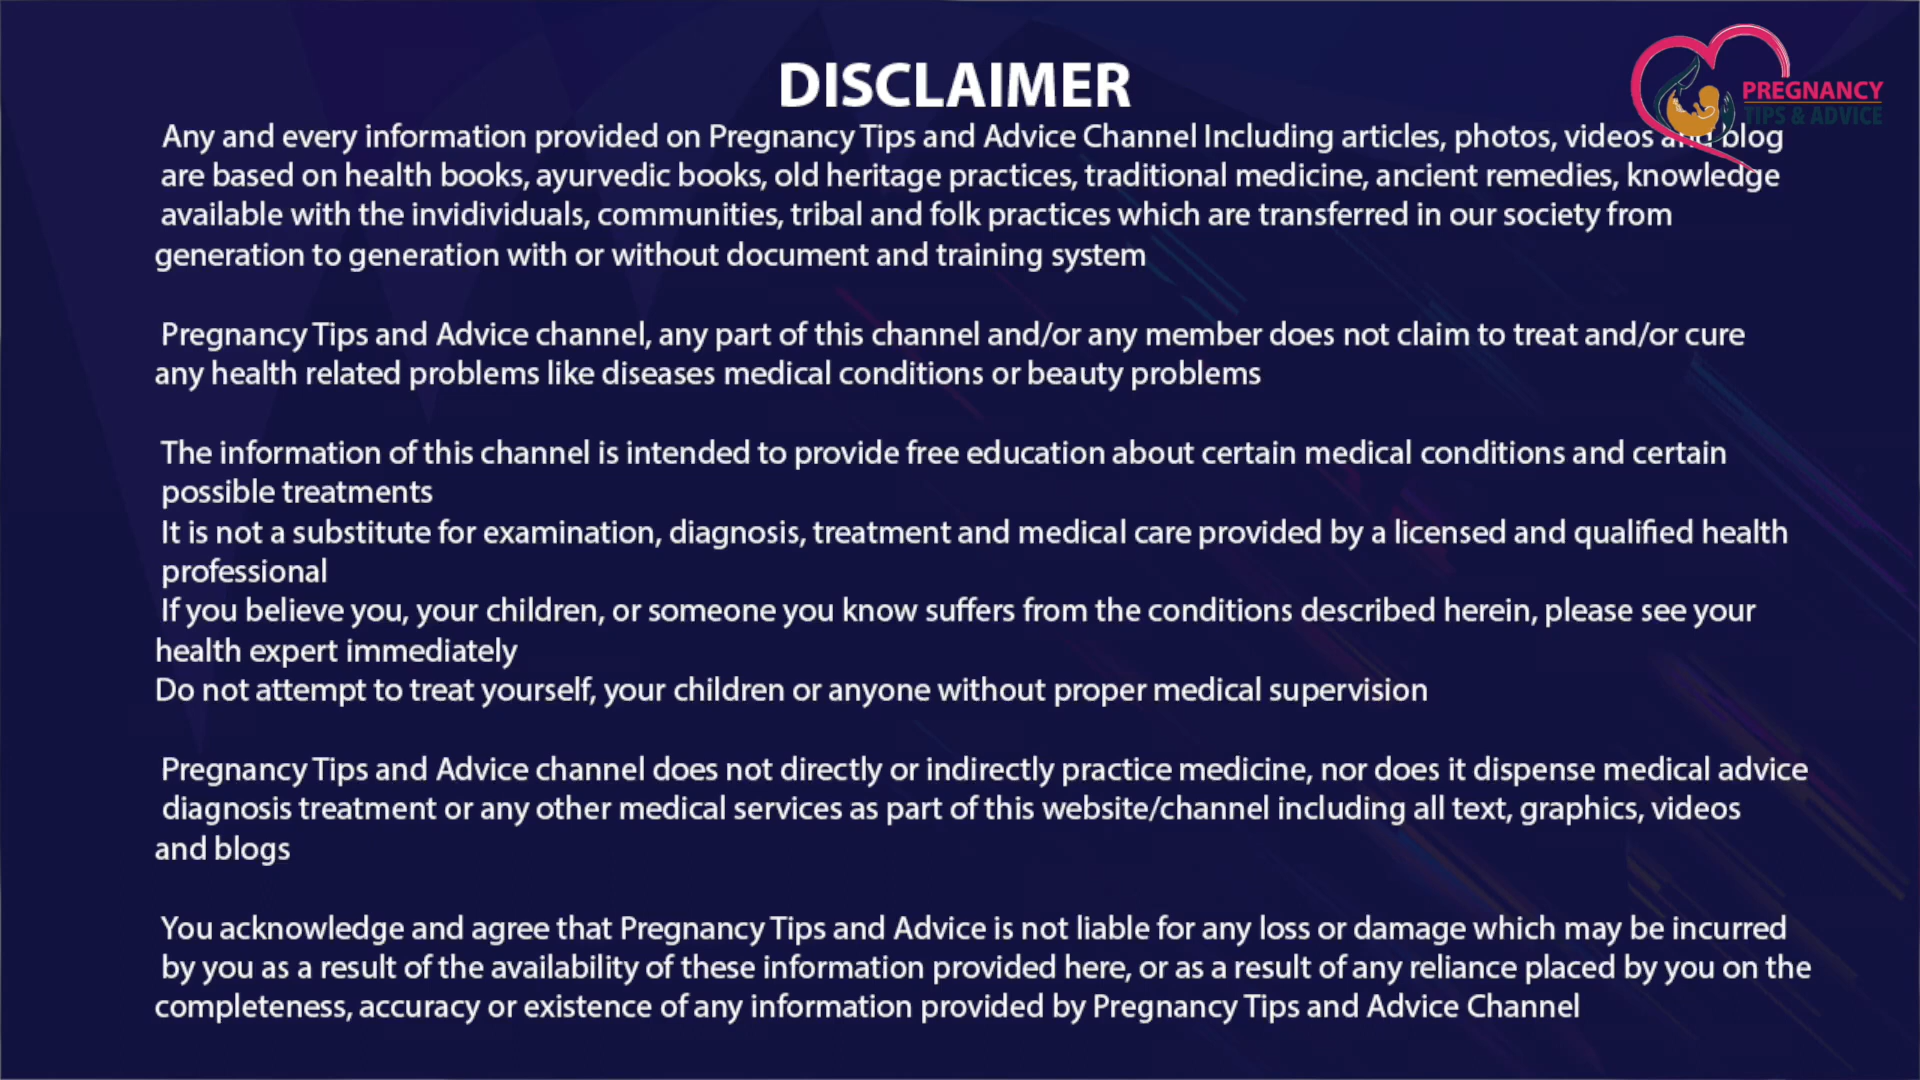 DISCLAIMER
PREGNANCY
TIPS & ADVICE
Any and every information provided on Pregnancy Tips and Advice Channel Including articles, photos, videos and blog
are based on health books, ayurvedic books, old heritage practices, traditional medicine, ancient remedies, knowledge
available with the invidividuals, communities, tribal and folk practices which are transferred in our society from
generation to generation with or without document and training system
Pregnancy Tips and Advice channel, any part of this channel and/or any member does not claim to treat and/or cure
any health related problems like diseases medical conditions or beauty problems
The information of this channel is intended to provide free education about certain medical conditions and certain
possible treatments
It is not a substitute for examination, diagnosis, treatment and medical care provided by a licensed and qualified health
professional
If you believe you, your children, or someone you know suffers from the conditions described herein, please see your
health expert immediately
Do not attempt to treat yourself, your children or anyone without proper medical supervision
Pregnancy Tips and Advice channel does not directly or indirectly practice medicine, nor does it dispense medical advice
diagnosis treatment or any other medical services as part of this website/channel including all text, graphics, videos
and blogs
You acknowledge and agree that Pregnancy Tips and Advice is not liable for any loss or damage which may be incurred
by you as a result of the availability of these information provided here, or as a result of any reliance placed by you on the
completeness, accuracy or existence of any information provided by Pregnancy Tips and Advice Channel